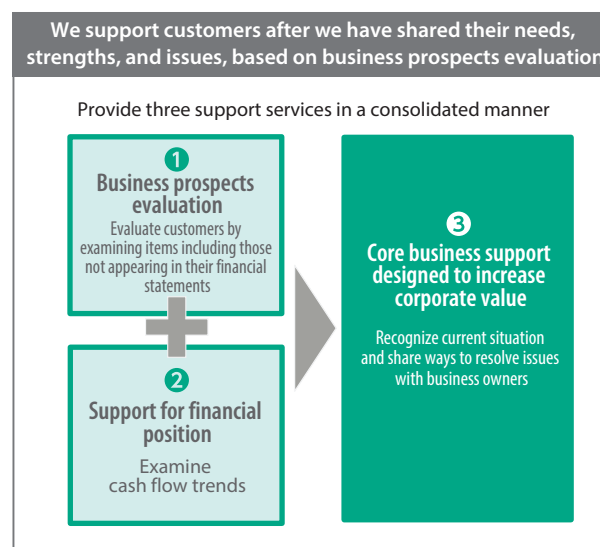 We support customers after we have shared their needs,
strengths, and issues, based on business prospects evaluation
Provide three support services in a consolidated manner
1
Business prospects
evaluation
Evaluate customers by
examining items including those
not appearing in their financial
statements
2
Support for financial
position
Examine
cash flow trends
3
Core business support
designed to increase
corporate value
Recognize current situation
and share ways to resolve issues
with business owners